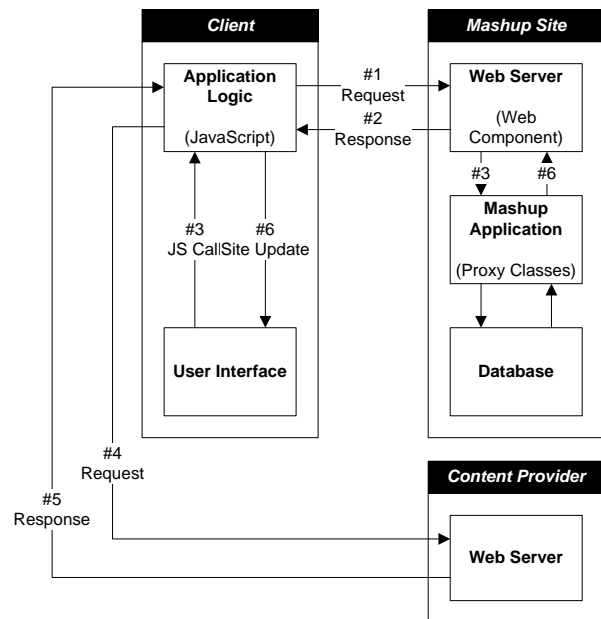 Client
Mashup Site
Application
Logic
(JavaScript)
#1
Request
#2
Response
Web Server
(Web
Component)
#3
#6
Mashup
Application
(Proxy Classes)
#3
JS Call
#6
Site Update
User Interface
Database
#4
Request
#5
Response
Content Provider
Web Server